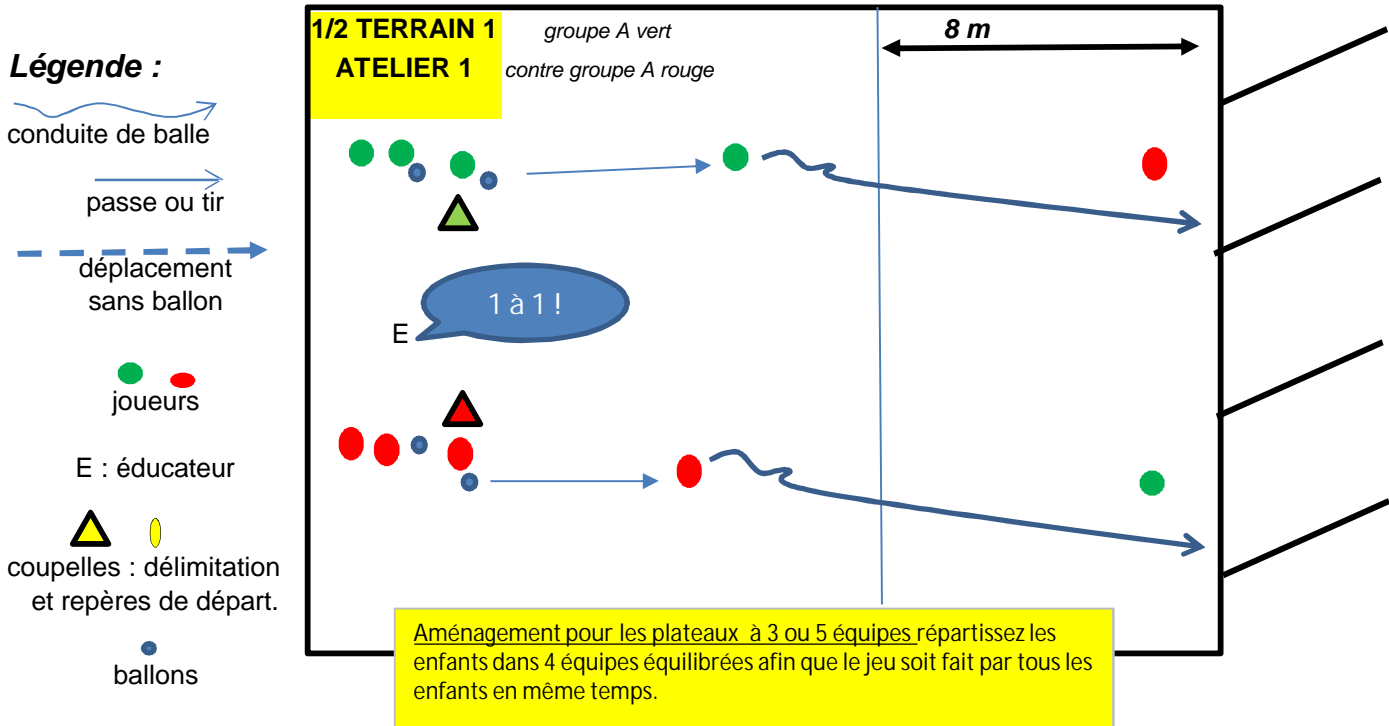 Légende :
conduite de balle
passe ou tir
déplacement
sans ballon
joueurs
E : éducateur
coupelles : délimitation
et repères de départ.
ballons
1/2 TERRAIN 1
ATELIER 1
groupe A vert
contre groupe A rouge
8 m
1 à 1 !
E
Aménagement pour les plateaux à 3 ou 5 équipes répartissez les
enfants dans 4 équipes équilibrées afin que le jeu soit fait par tous les
enfants en même temps.